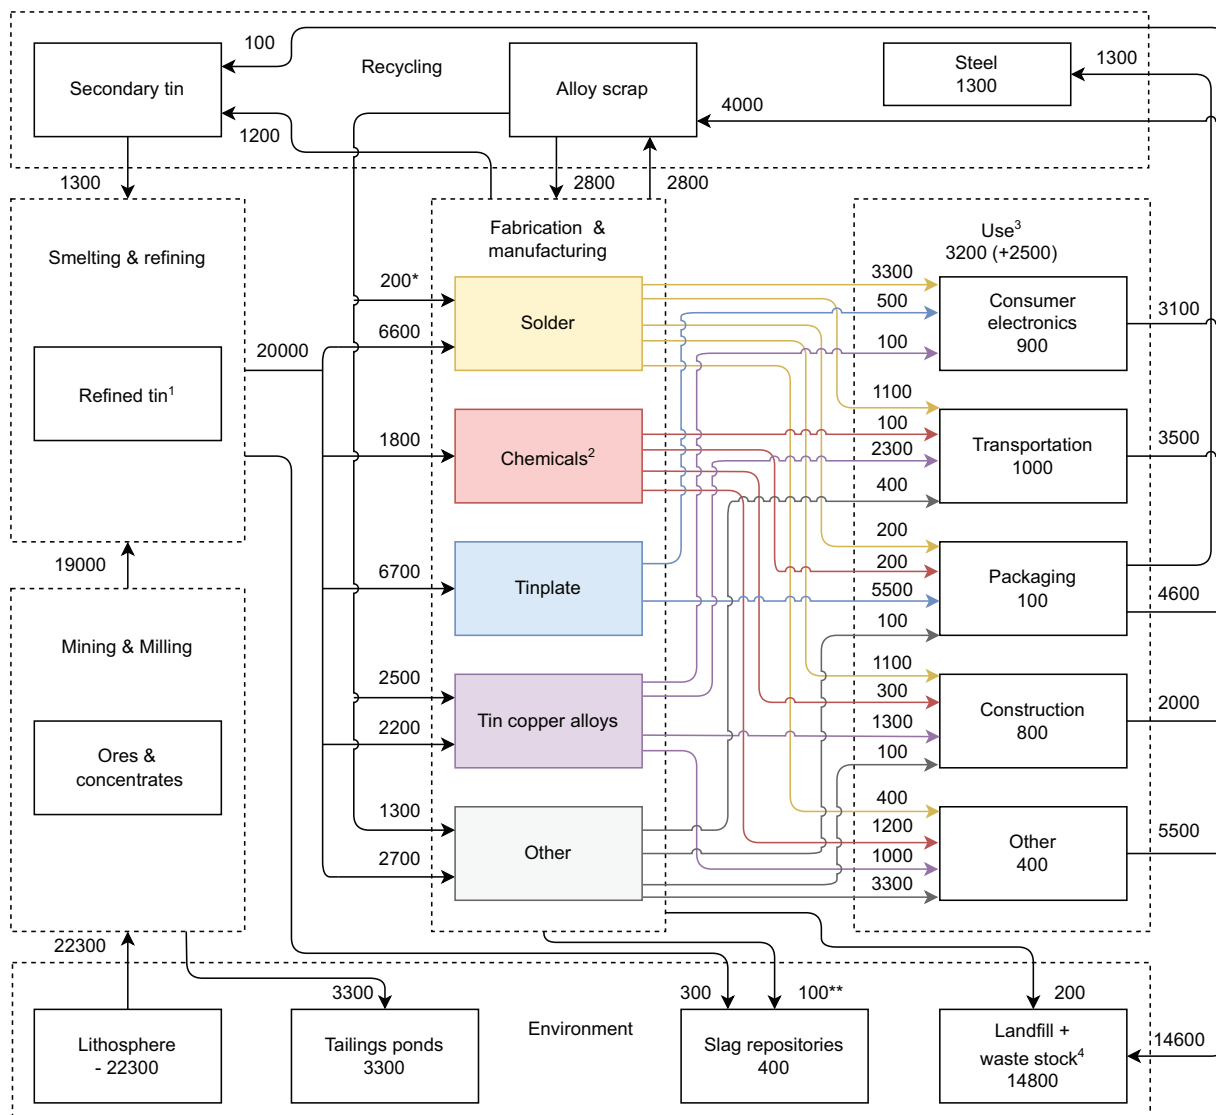 100
Secondary tin
Recycling
Alloy scrap
Steel
1300
1300
4000
1200
1300
2800
2800
Smelting & refining
Refined tin1
20000
19000
Mining & Milling
Ores &
concentrates
22300
Fabrication &
manufacturing
200*
6600
Solder
1800
Chemicals2
6700
Tinplate
2500
2200
Tin copper alloys
1300
2700
Other
Use3
3200 (+2500)
3300
500
100
Consumer
electronics
900
3100
1100
100
2300
400
Transportation
1000
3500
200
200
5500
100
Packaging
100
4600
1100
300
1300
100
Construction
800
2000
400
1200
1000
3300
Other
400
5500
Environment
Lithosphere
- 22300
3300
Tailings ponds
3300
300
100**
Slag repositories
400
200
Landfill +
waste stock4
14800
14600